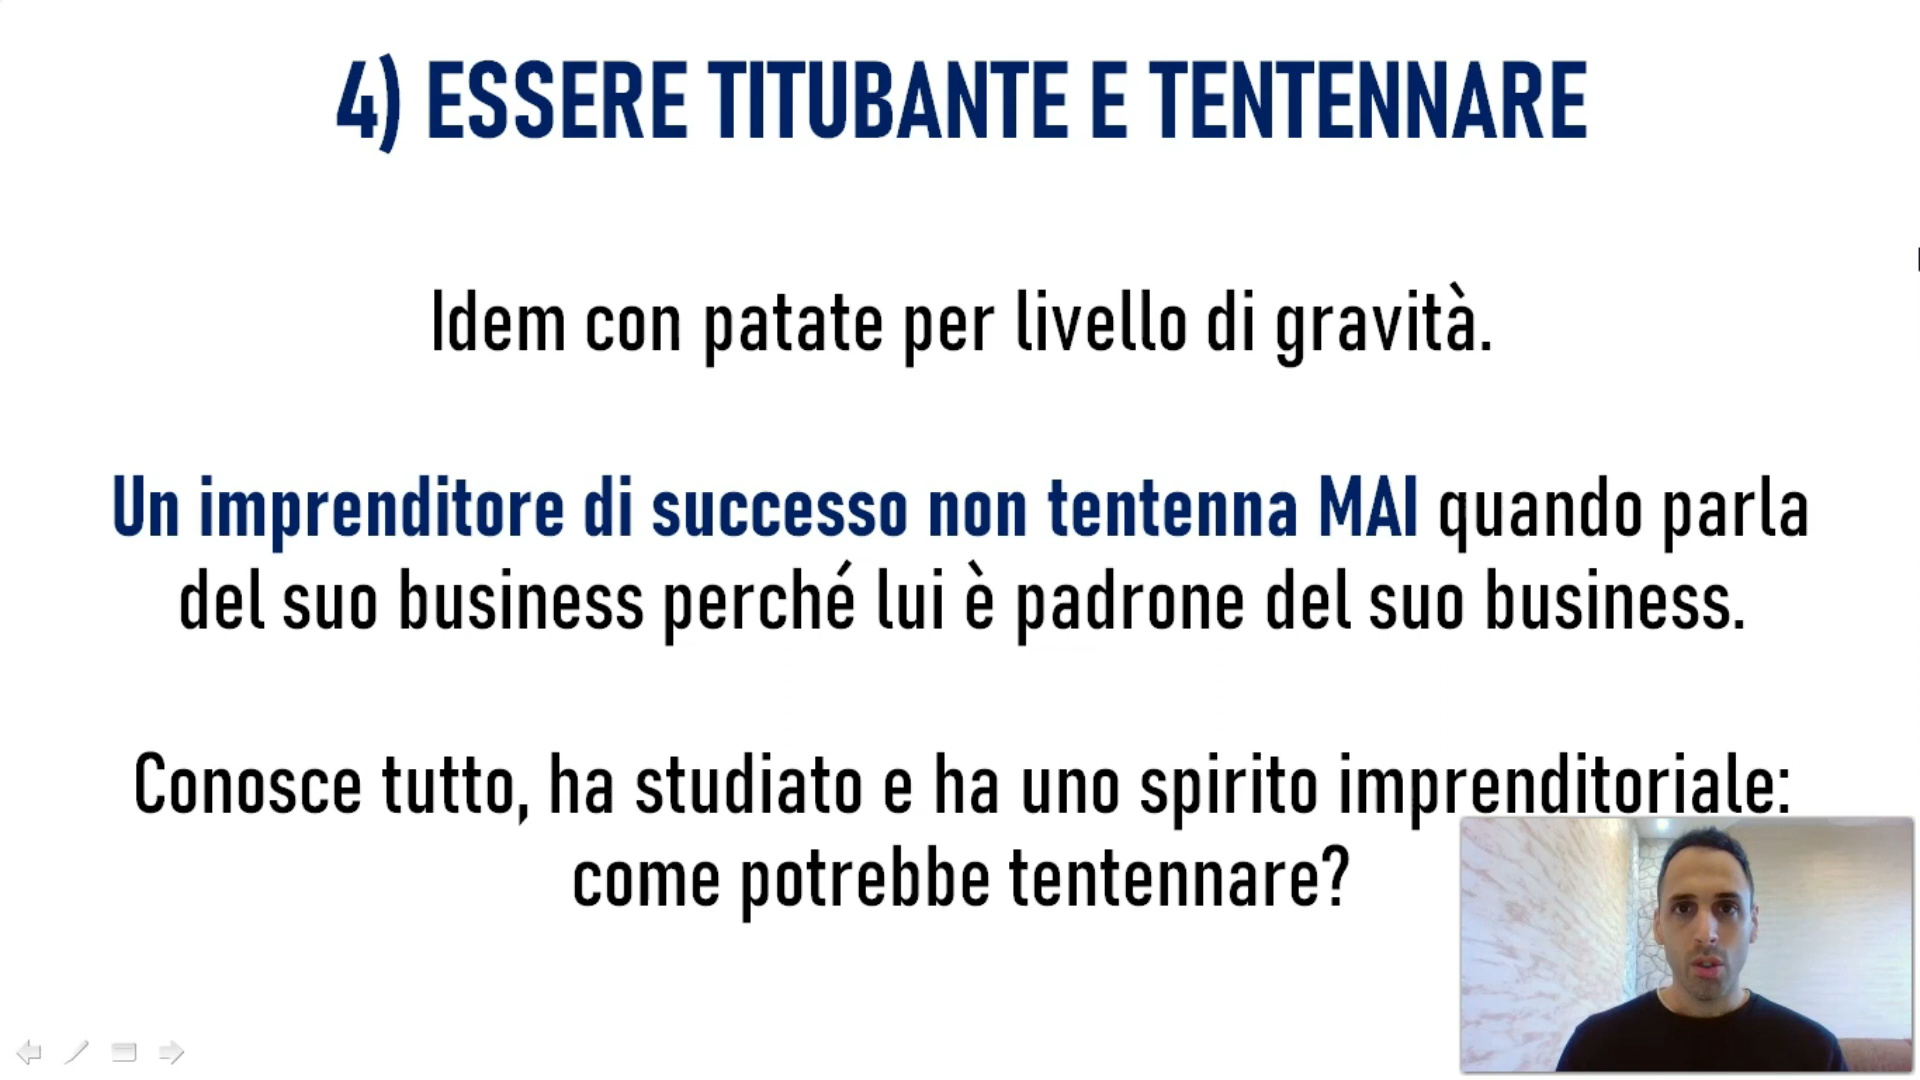 4) ESSERE TITUBANTE E TENTENNARE
Idem con patate per livello di gravità.
Un imprenditore di successo non tentenna MAI quando parla
del suo business perché lui è padrone del suo business.
Conosce tutto, ha studiato e ha uno spirito imprenditoriale:
come potrebbe tentennare?